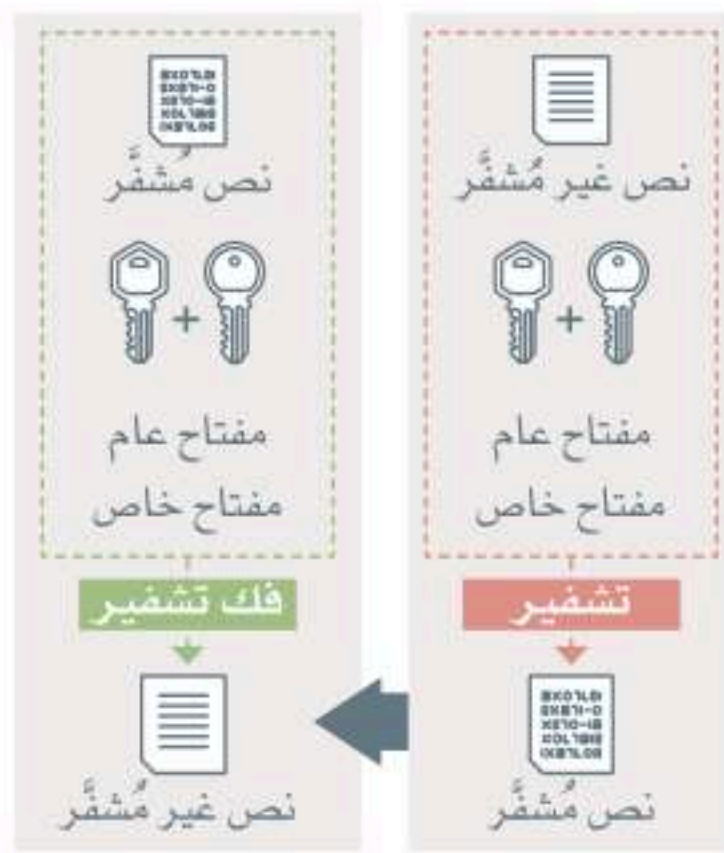 نص غير مُشفَّر
+
مفتاح عام
مفتاح خاص
تشفير
نص مُشفَّر
نص مُشفَّر
+
مفتاح عام
مفتاح خاص
فك تشفير
نص غير مُشفَّر